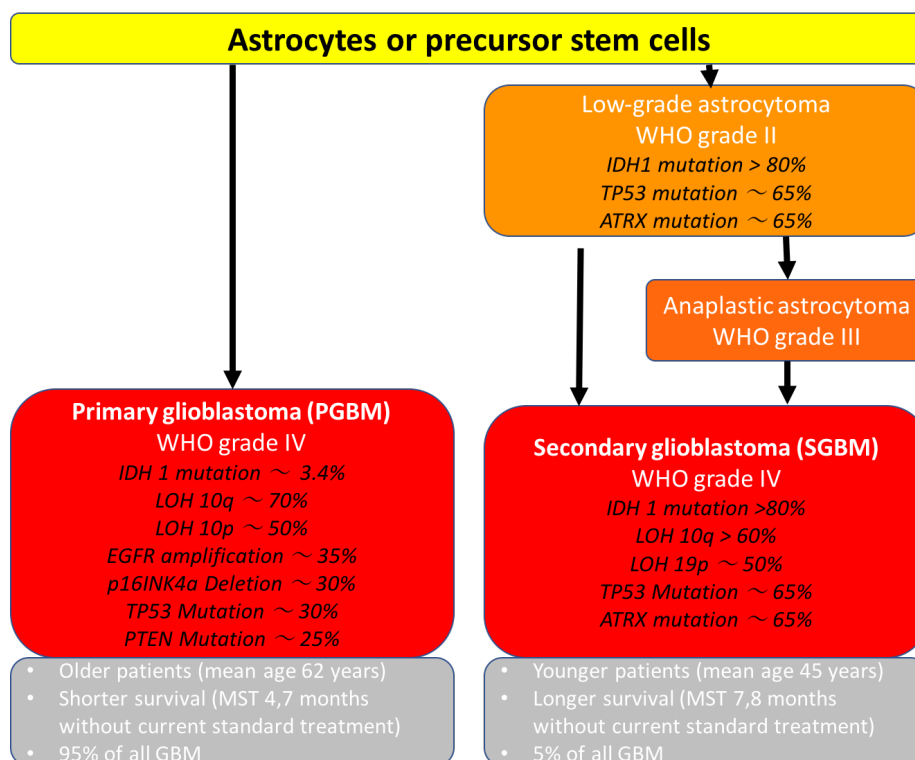 Astrocytes or precursor stem cells
Low-grade astrocytoma
WHO grade II
IDH1 mutation > 80%
TP53 mutation ～ 65%
ATRX mutation ～ 65%
Anaplastic astrocytoma
WHO grade III
Primary glioblastoma (PGBM)
WHO grade IV
IDH 1 mutation ～ 3.4%
LOH 10q ～ 70%
LOH 10p ～ 50%
EGFR amplification ～ 35%
p16INK4a Deletion ～ 30%
TP53 Mutation ～ 30%
PTEN Mutation ～ 25%
• Older patients (mean age 62 years)
• Shorter survival (MST 4,7 months
without current standard treatment)
• 95% of all GBM
Secondary glioblastoma (SGBM)
WHO grade IV
IDH 1 mutation >80%
LOH 10q > 60%
LOH 19p ～ 50%
TP53 Mutation ～ 65%
ATRX mutation ～ 65%
• Younger patients (mean age 45 years)
• Longer survival (MST 7,8 months
without current standard treatment)
• 5% of all GBM